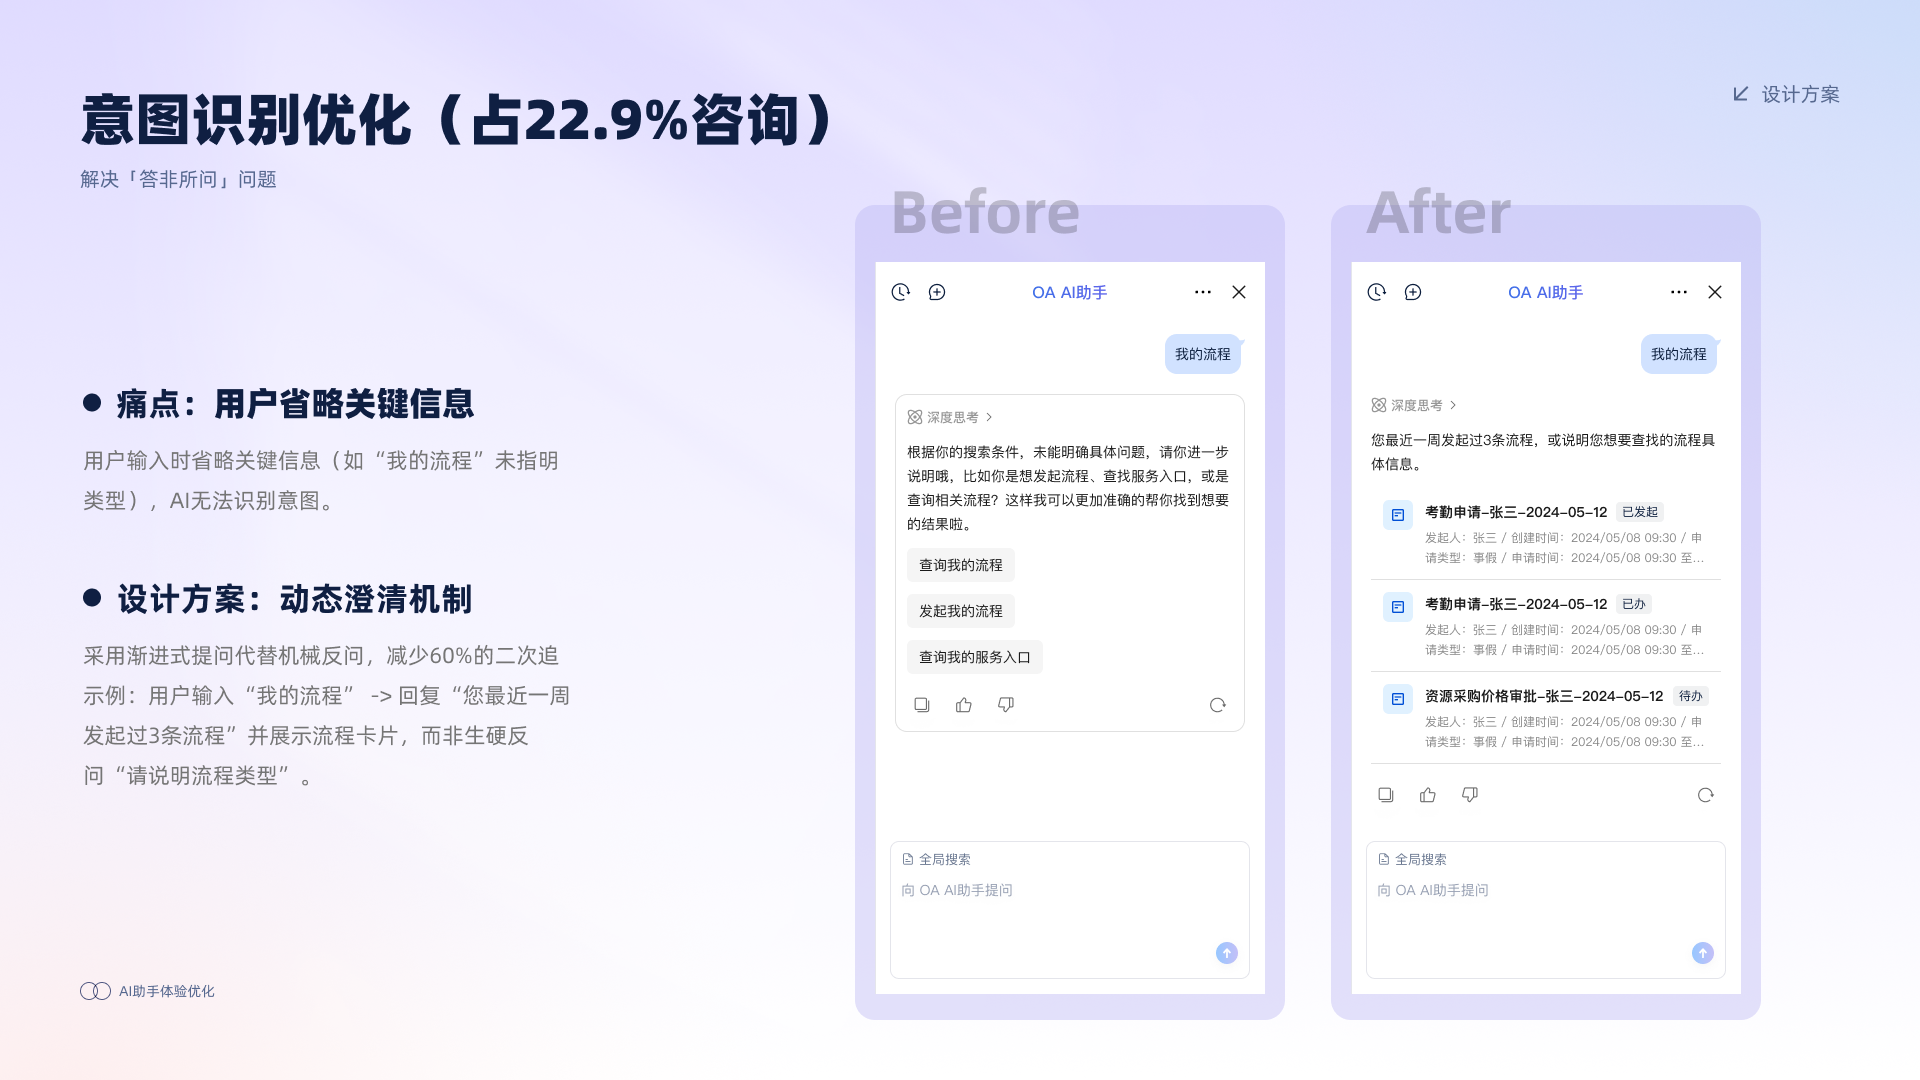 意图识别优化（占22.9%咨询）
解决「答非所问」问题
设计方案
痛点：用户省略关键信息
用户输入时省略关键信息（如“我的流程”未指明
类型），AI无法识别意图。
设计方案：动态澄清机制
采用渐进式提问代替机械反问，减少60%的二次追
示例：用户输入“我的流程” -> 回复“您最近一周
发起过3条流程”并展示流程卡片，而非生硬反
问“请说明流程类型”。
AI助手体验优化
Before
OA AI助手
我的流程
深度思考
根据你的搜索条件，未能明确具体问题，请你进一步
说明哦，比如你是想发起流程、查找服务入口，或是
查询相关流程？这样我可以更加准确的帮你找到想要
的结果啦。
查询我的流程
发起我的流程
查询我的服务入口
全局搜索
向 OA AI助手提问
After
OA AI助手
我的流程
深度思考
您最近一周发起过3条流程，或说明您想要查找的流程具
体信息。
考勤申请-张三-2024-05-12 已发起
发起人：张三 / 创建时间：2024/05/08 09:30 / 申
请类型：事假 / 申请时间：2024/05/08 09:30 至...
考勤申请-张三-2024-05-12 已办
发起人：张三 / 创建时间：2024/05/08 09:30 / 申
请类型：事假 / 申请时间：2024/05/08 09:30 至...
资源采购价格审批-张三-2024-05-12 待办
发起人：张三 / 创建时间：2024/05/08 09:30 / 申
请类型：事假 / 申请时间：2024/05/08 09:30 至...
全局搜索
向 OA AI助手提问